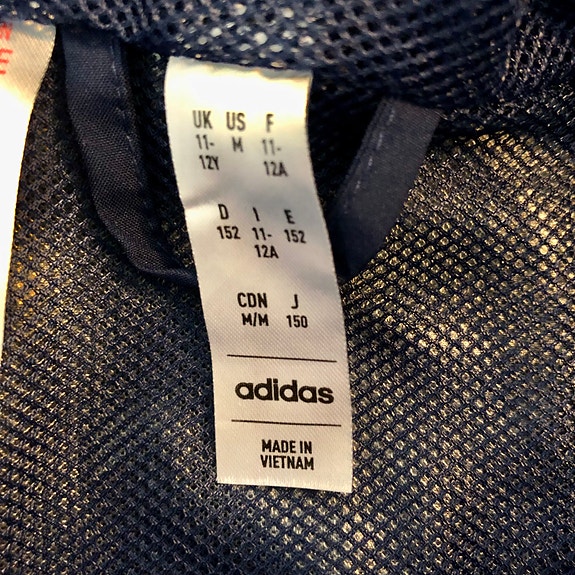 UK US F
11- M 11-
12Y 12A
D I E
152 11- 152
12A
CDN J
M/M 150
adidas
MADE IN
VIETNAM